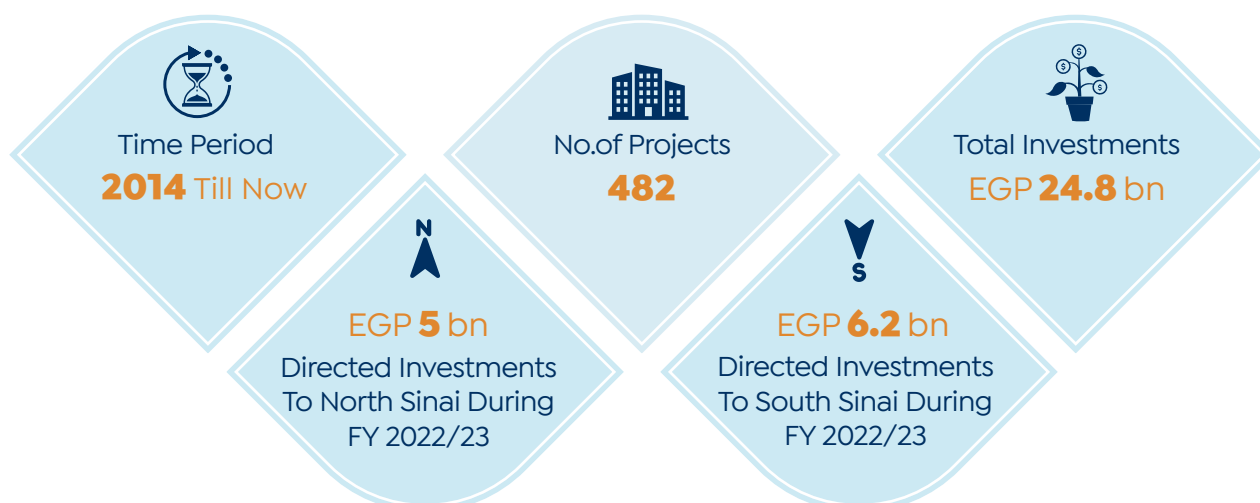 Time Period
2014 Till Now
No.of Projects
482
Total Investments
EGP 24.8 bn
N
EGP 5 bn
Directed Investments
To North Sinai During
FY 2022/23
S
EGP 6.2 bn
Directed Investments
To South Sinai During
FY 2022/23